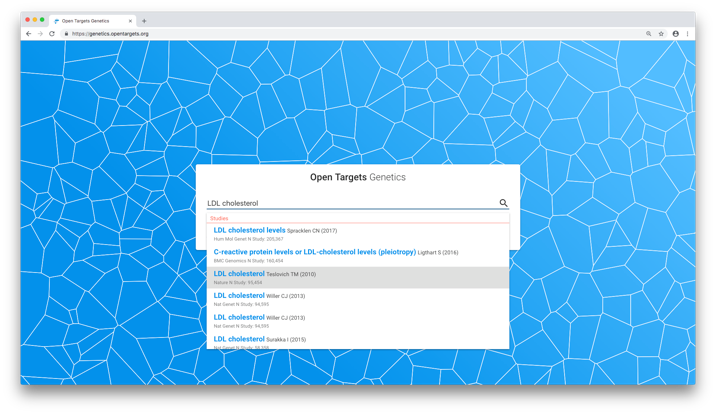 Open Targets Genetics
https://genetics.opentargets.org
Open Targets Genetics
LDL cholesterol
Studies
LDL cholesterol levels Spracklen CN (2017)
Hum Mol Genet N Study: 205,367
C-reactive protein levels or LDL-cholesterol levels (pleiotropy) Ligthart S (2016)
BMC Genomics N Study: 160,454
LDL cholesterol Teslovich TM (2010)
Nature N Study: 95,454
LDL cholesterol Willer CJ (2013)
Nat Genet N Study: 94,595
LDL cholesterol Willer CJ (2013)
Nat Genet N Study: 94,595
LDL cholesterol Surakka I (2015)
Nat Genet N Study: